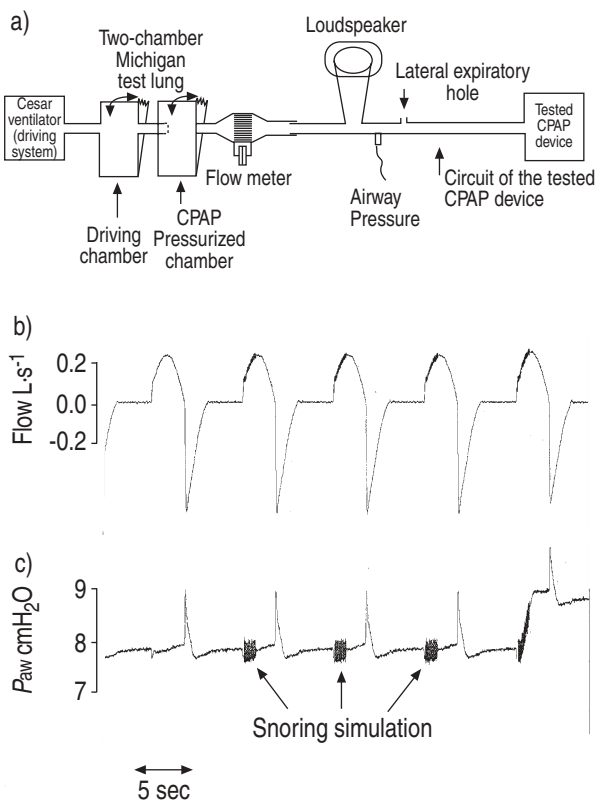 a)
Two-chamber
Michigan
test lung
Loudspeaker
Lateral expiratory
hole
Cesar
ventilator
(driving
system)
Tested
CPAP
device
Flow meter
Airway
Pressure
Circuit of the tested
CPAP device
Driving
chamber
CPAP
Pressurized
chamber
b)
Flow L·s-1
0.2
0.0
-0.2
c)
Paw cmH2O
9
8
7
Snoring simulation
5 sec